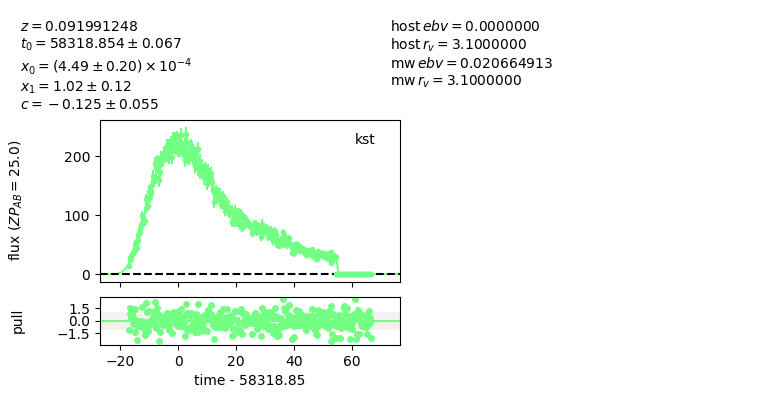 z = 0.091991248
t₀ = 58318.854 ± 0.067
x₀ = (4.49 ± 0.20) × 10⁻⁴
x₁ = 1.02 ± 0.12
c = −0.125 ± 0.055
host ebv = 0.0000000
host r_v = 3.1000000
mw ebv = 0.020664913
mw r_v = 3.1000000
kst
flux (ZP_AB = 25.0)
200
100
0
pull
1.5
0.0
−1.5
−20 0 20 40 60
time - 58318.85